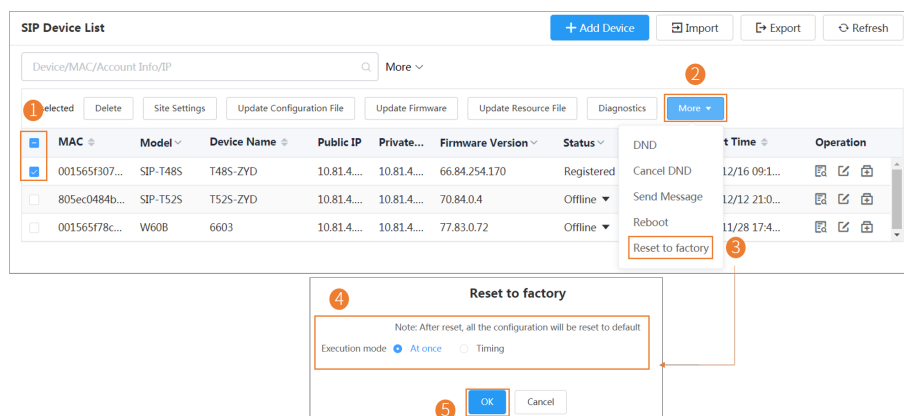 SIP Device List + Add Device Import Export Refresh
Device/MAC/Account Info/IP More
2
1 selected Delete Site Settings Update Configuration File Update Firmware Update Resource File Diagnostics More
MAC Model Device Name Public IP Private... Firmware Version Status t Time Operation
DND
001565f307... SIP-T48S T48S-ZYD 10.81.4.... 10.81.4.... 66.84.254.170 Registered Cancel DND 12/16 09:1...
805ec0484b... SIP-T52S T52S-ZYD 10.81.4.... 10.81.4.... 70.84.0.4 Offline Send Message 12/12 21:0...
001565f78c... W60B 6603 10.81.4.... 10.81.4.... 77.83.0.72 Offline Reboot 11/28 17:4...
Reset to factory 3
Reset to factory
4
Note: After reset, all the configuration will be reset to default
Execution mode At once Timing
5 OK Cancel